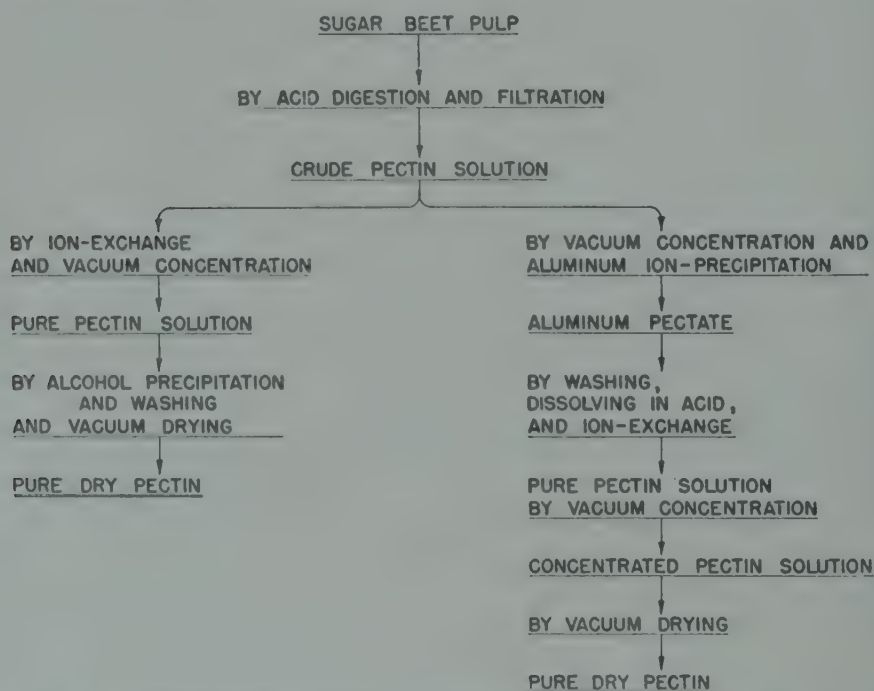 SUGAR BEET PULP
BY ACID DIGESTION AND FILTRATION
CRUDE PECTIN SOLUTION
BY ION-EXCHANGE
AND VACUUM CONCENTRATION
PURE PECTIN SOLUTION
BY ALCOHOL PRECIPITATION
AND WASHING
AND VACUUM DRYING
PURE DRY PECTIN
BY VACUUM CONCENTRATION AND
ALUMINUM ION-PRECIPITATION
ALUMINUM PECTATE
BY WASHING,
DISSOLVING IN ACID,
AND ION-EXCHANGE
PURE PECTIN SOLUTION
BY VACUUM CONCENTRATION
CONCENTRATED PECTIN SOLUTION
BY VACUUM DRYING
PURE DRY PECTIN